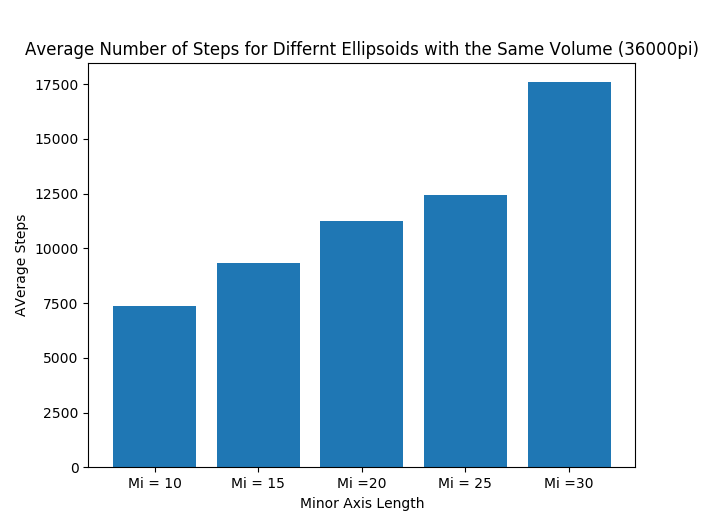 Average Number of Steps for Differnt Ellipsoids with the Same Volume (36000pi)
17500
15000
12500
10000
7500
5000
2500
0
AVerage Steps
Mi = 10
Mi = 15
Mi =20
Mi = 25
Mi =30
Minor Axis Length